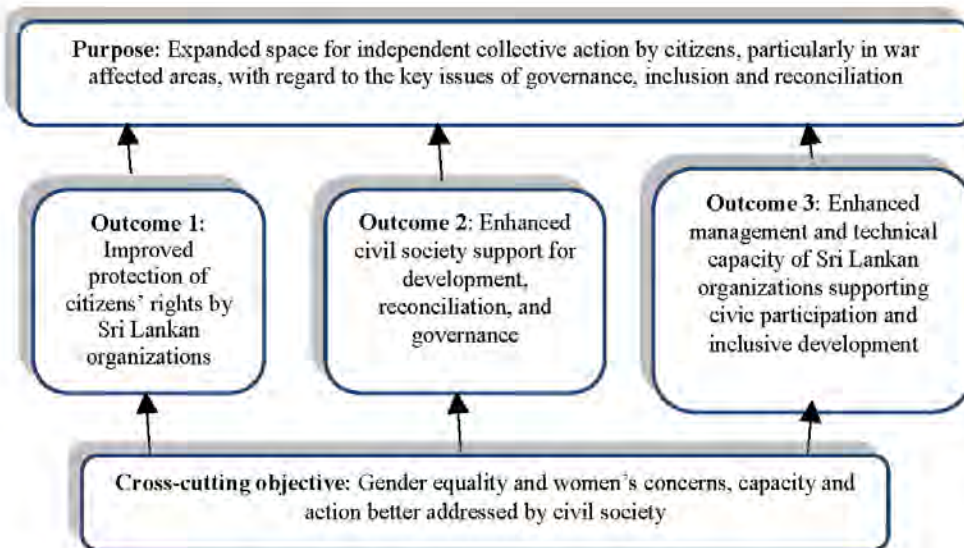 Purpose: Expanded space for independent collective action by citizens, particularly in war
affected areas, with regard to the key issues of governance, inclusion and reconciliation
Outcome 1:
Improved
protection of
citizens’ rights by
Sri Lankan
organizations
Outcome 2: Enhanced
civil society support for
development,
reconciliation, and
governance
Outcome 3: Enhanced
management and technical
capacity of Sri Lankan
organizations supporting
civic participation and
inclusive development
Cross-cutting objective: Gender equality and women’s concerns, capacity and
action better addressed by civil society